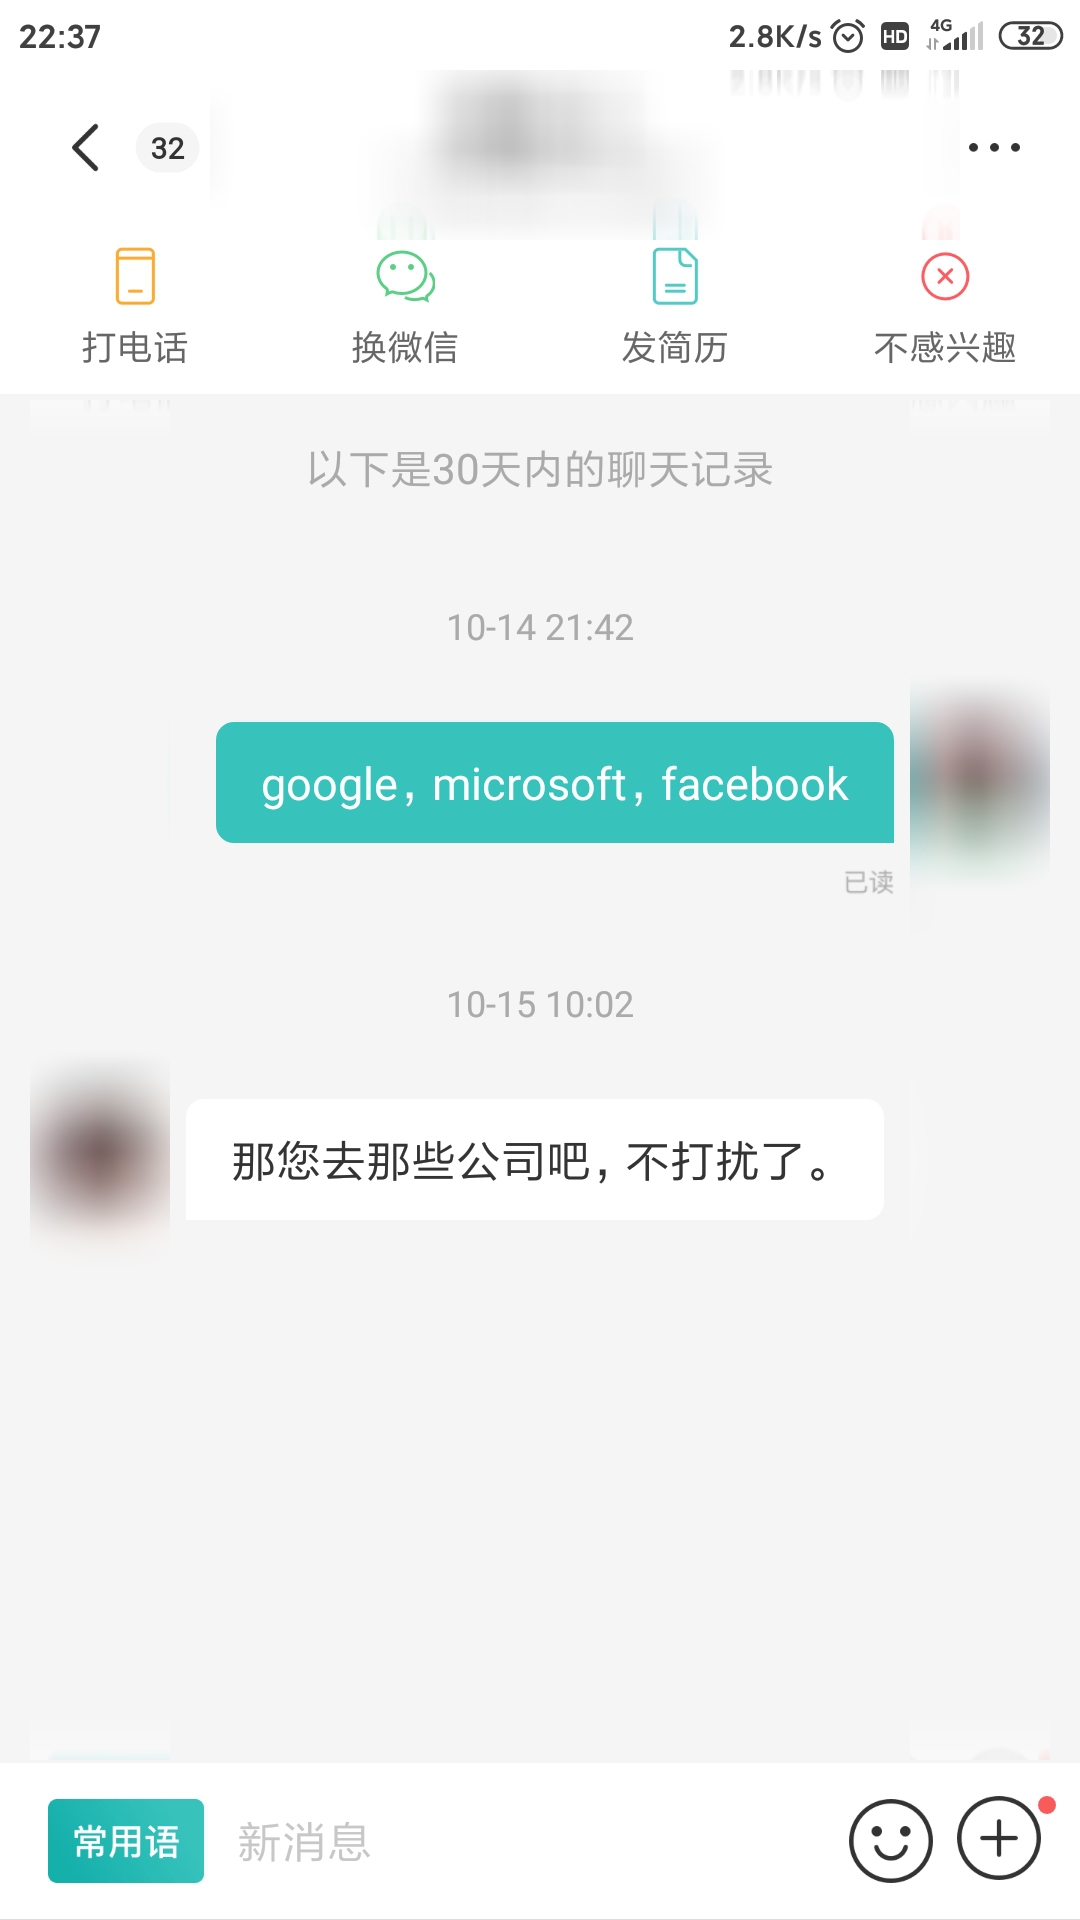 22:37 2.8K/s HD 4G 32
32
打电话 换微信 发简历 不感兴趣
以下是30天内的聊天记录
10-14 21:42
google，microsoft，facebook
已读
10-15 10:02
那您去那些公司吧，不打扰了。
常用语 新消息